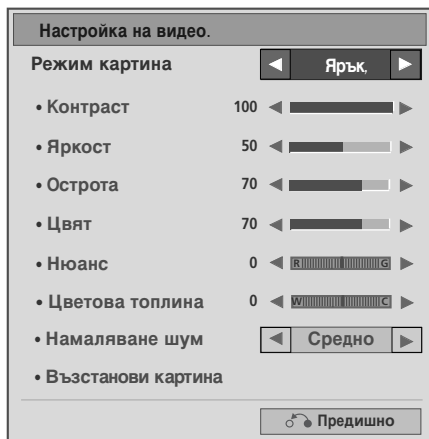 Настройка на видео.
Режим картина ◀ Ярък, ▶
• Контраст 100 ◀ ▶
• Яркост 50 ◀ ▶
• Острота 70 ◀ ▶
• Цвят 70 ◀ ▶
• Нюанс 0 ◀ R G ▶
• Цветова топлина 0 ◀ W C ▶
• Намаляване шум ◀ Средно ▶
• Възстанови картина
Предишно